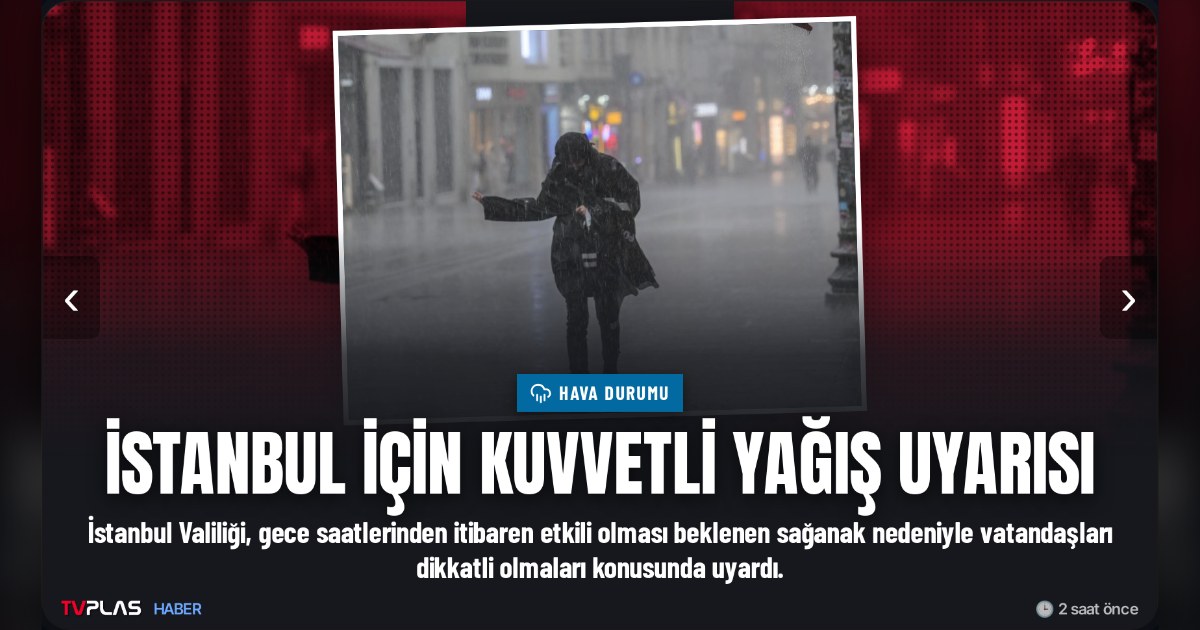 HAVA DURUMU
İSTANBUL İÇİN KUVVETLİ YAĞIŞ UYARISI
İstanbul Valiliği, gece saatlerinden itibaren etkili olması beklenen sağanak nedeniyle vatandaşları
dikkatli olmaları konusunda uyardı.
TVPLAS HABER
2 saat önce